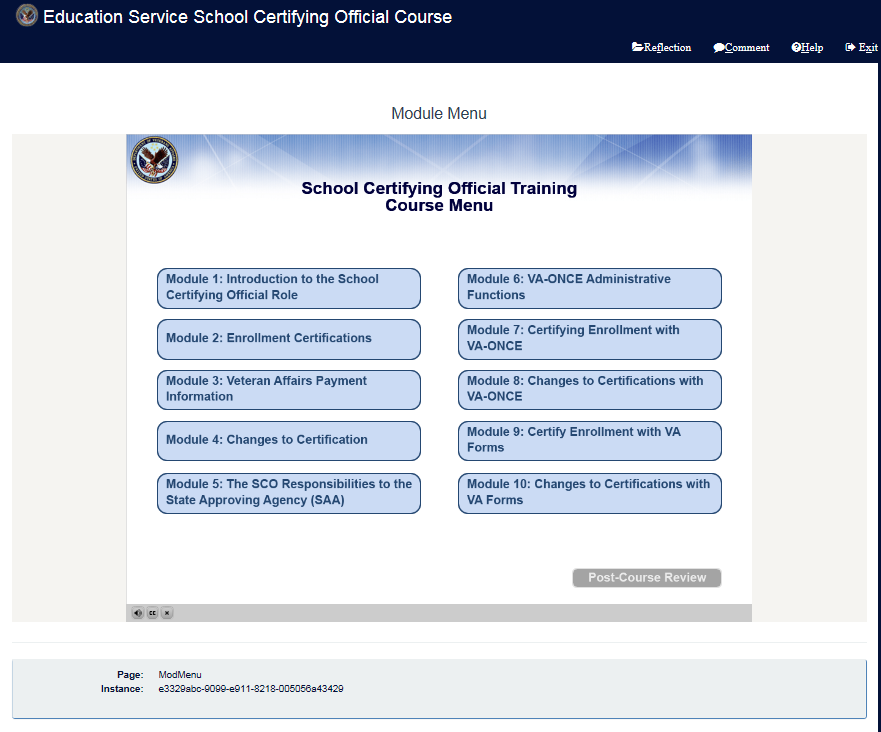 Education Service School Certifying Official Course
Reflection Comment Help Exit
Module Menu
School Certifying Official Training
Course Menu
Module 1: Introduction to the School
Certifying Official Role
Module 2: Enrollment Certifications
Module 3: Veteran Affairs Payment
Information
Module 4: Changes to Certification
Module 5: The SCO Responsibilities to the
State Approving Agency (SAA)
Module 6: VA-ONCE Administrative
Functions
Module 7: Certifying Enrollment with
VA-ONCE
Module 8: Changes to Certifications with
VA-ONCE
Module 9: Certify Enrollment with VA
Forms
Module 10: Changes to Certifications with
VA Forms
Post-Course Review
CC
Page: ModMenu
Instance: e3329abc-9099-e911-8218-005056a43429